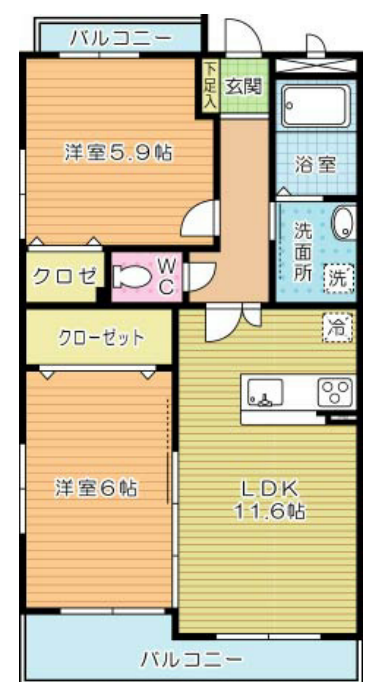 バルコニー
下足入
玄関
洋室5.9帖
浴室
洗面所
洗
クロゼ
WC
クローゼット
冷
洋室6帖
LDK
11.6帖
バルコニー